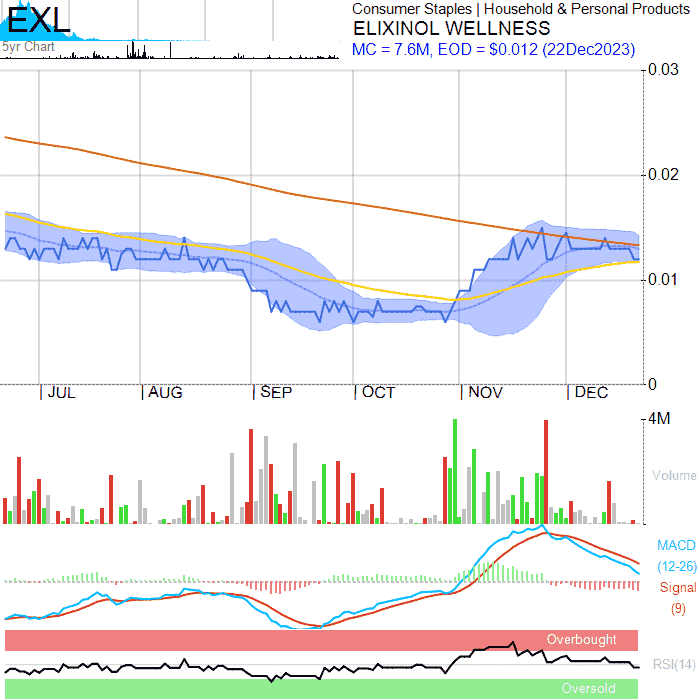 EXL
5yr Chart
Consumer Staples | Household & Personal Products
ELIXINOL WELLNESS
MC = 7.6M, EOD = $0.012 (22Dec2023)
0.03
0.02
0.01
0
| JUL | AUG | SEP | OCT | NOV | DEC
4M
Volume
MACD
(12-26)
Signal
(9)
Overbought
RSI(14)
Oversold